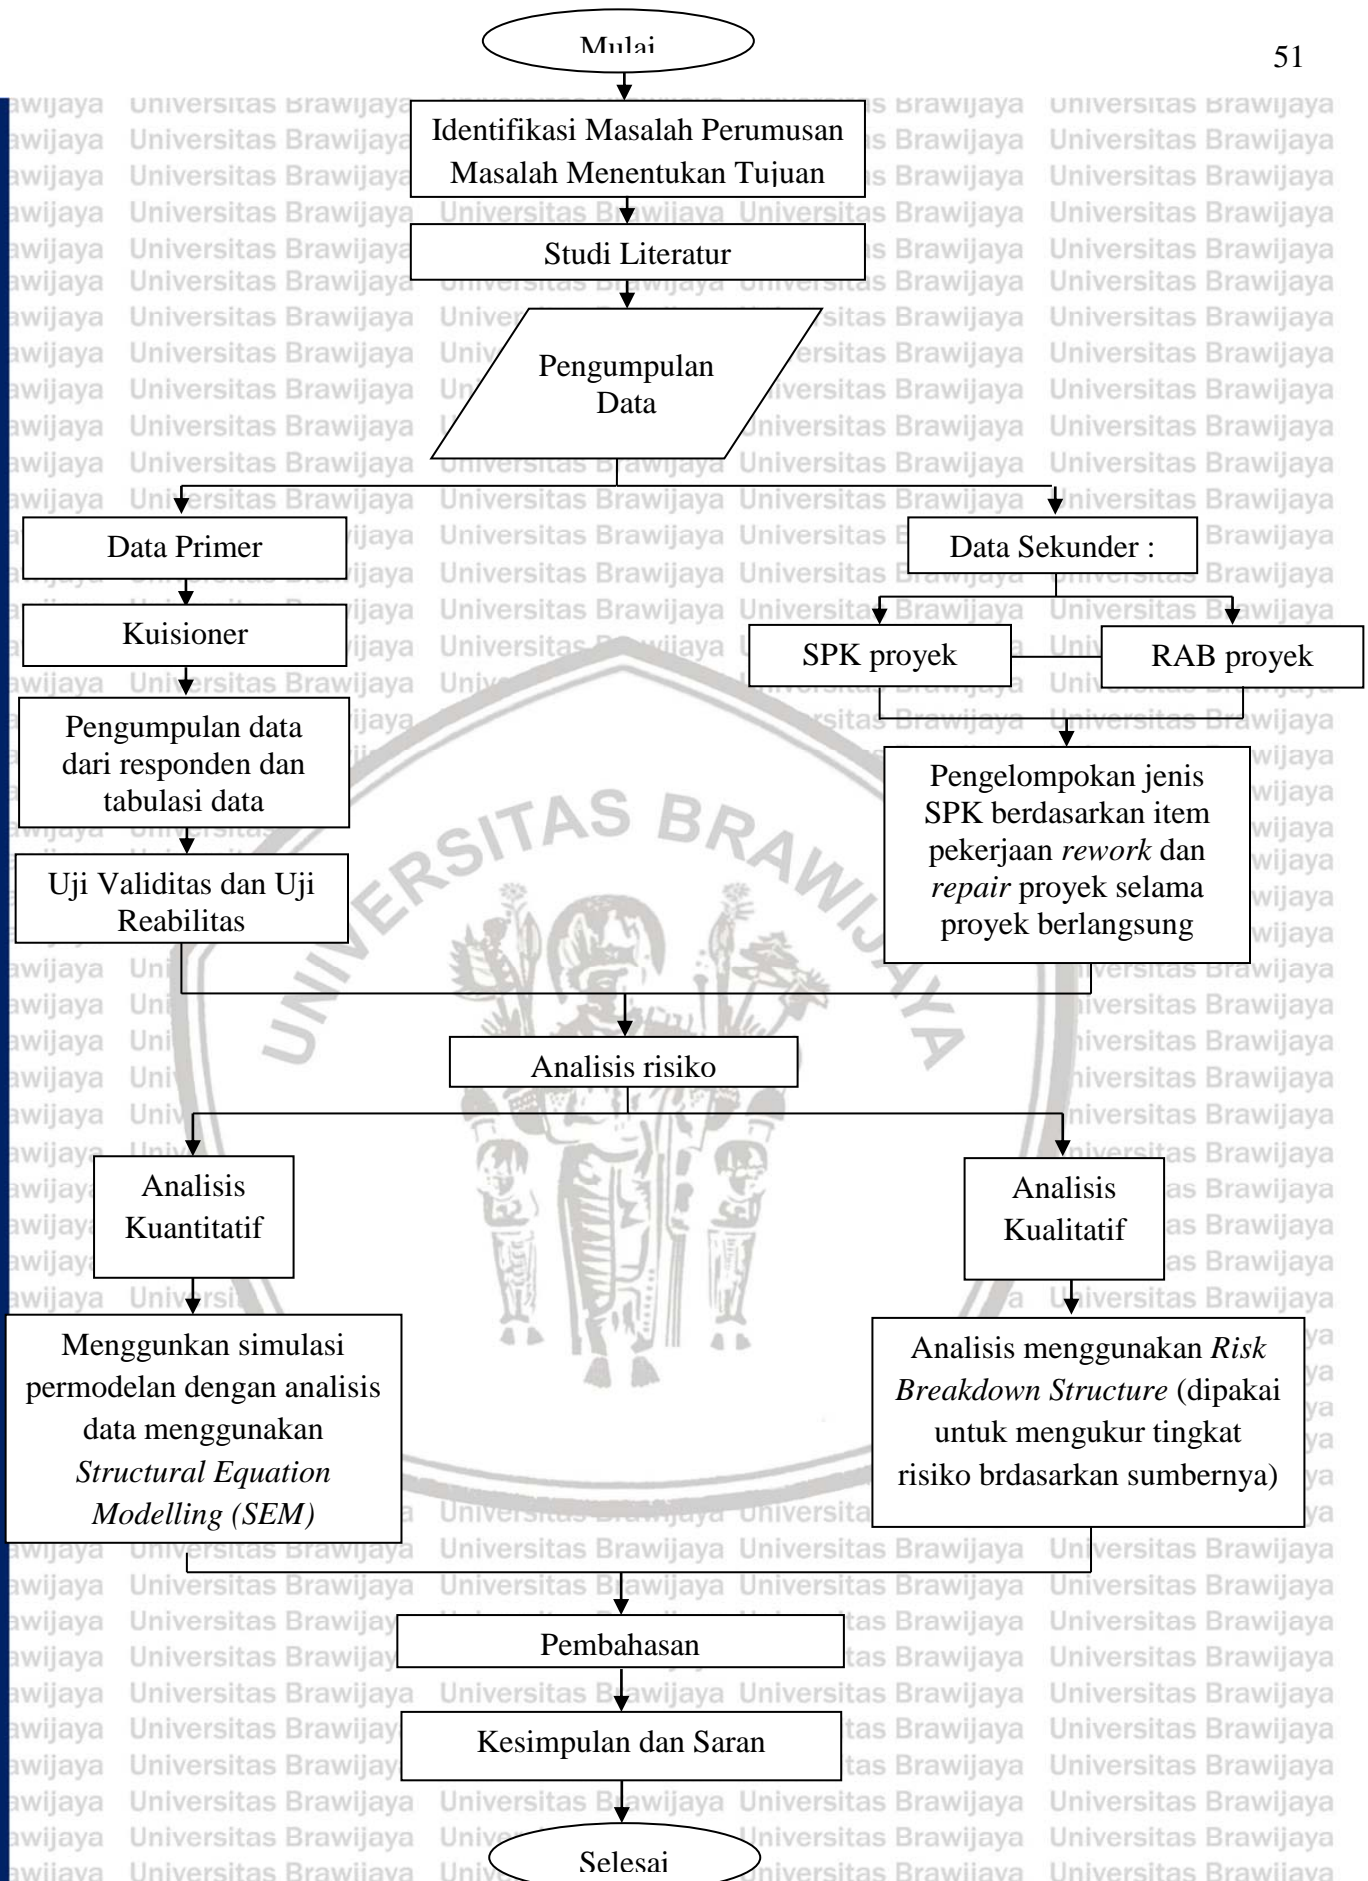 Mulai
51
Identifikasi Masalah Perumusan
Masalah Menentukan Tujuan
Studi Literatur
Pengumpulan
Data
Data Primer
Data Sekunder :
Kuisioner
SPK proyek
RAB proyek
Pengumpulan data
dari responden dan
tabulasi data
Pengelompokan jenis
SPK berdasarkan item
pekerjaan rework dan
repair proyek selama
proyek berlangsung
Uji Validitas dan Uji
Reabilitas
Analisis risiko
Analisis
Kuantitatif
Analisis
Kualitatif
Menggunkan simulasi
permodelan dengan analisis
data menggunakan
Structural Equation
Modelling (SEM)
Analisis menggunakan Risk
Breakdown Structure (dipakai
untuk mengukur tingkat
risiko brdasarkan sumbernya)
Pembahasan
Kesimpulan dan Saran
Selesai
UNIVERSITAS BRAWIJAYA
Universitas Brawijaya